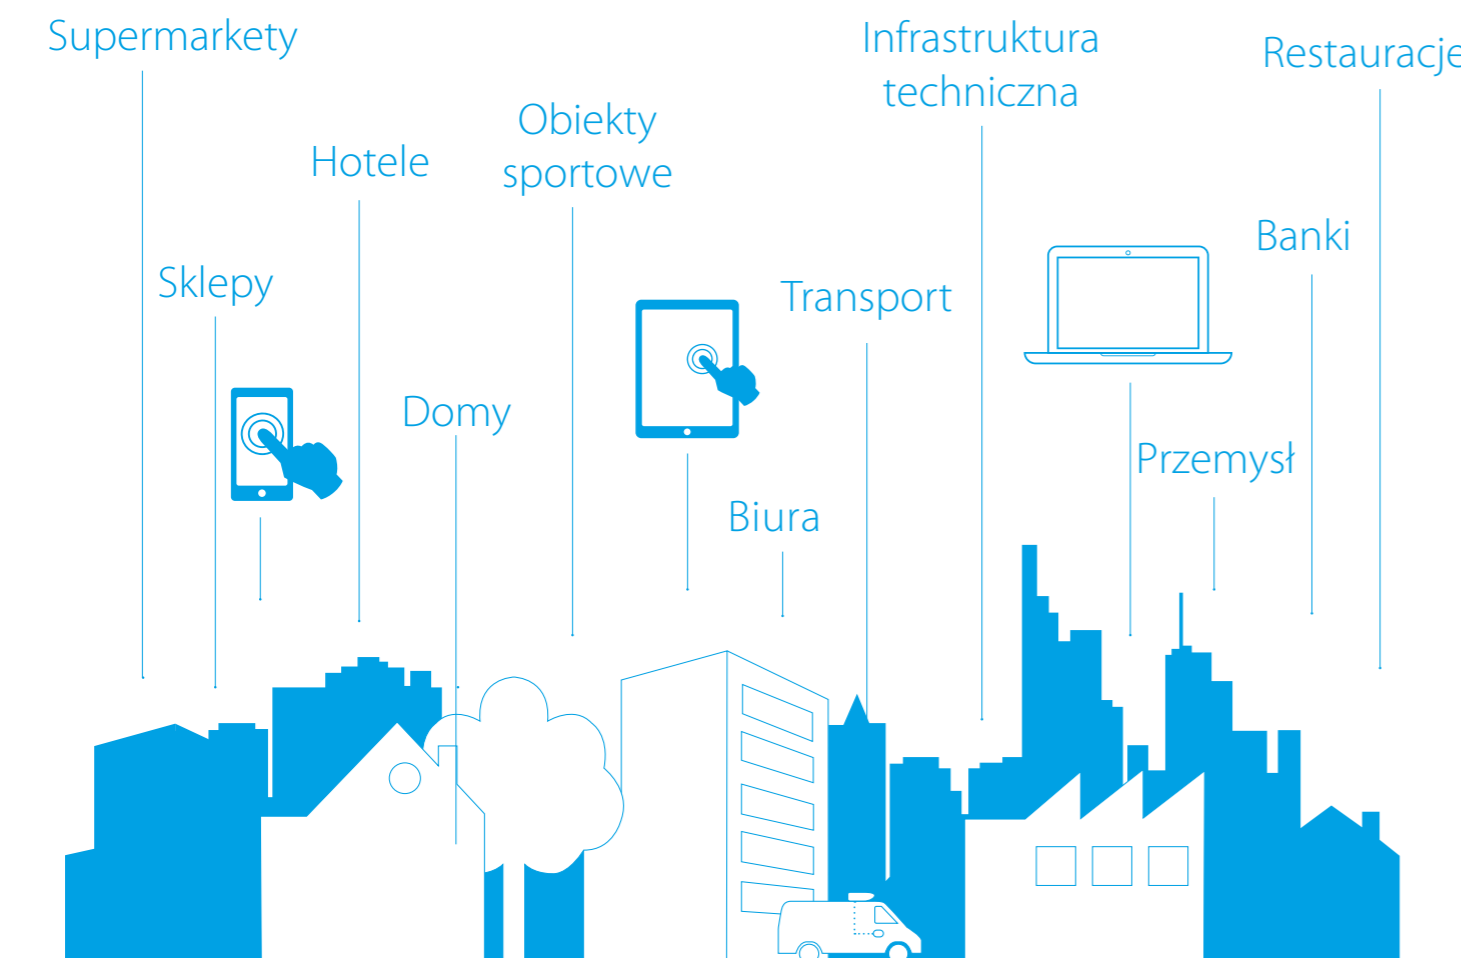 Supermarkety
Infrastruktura
techniczna
Restauracje
Obiekty
sportowe
Hotele
Banki
Sklepy
Transport
Domy
Przemysł
Biura